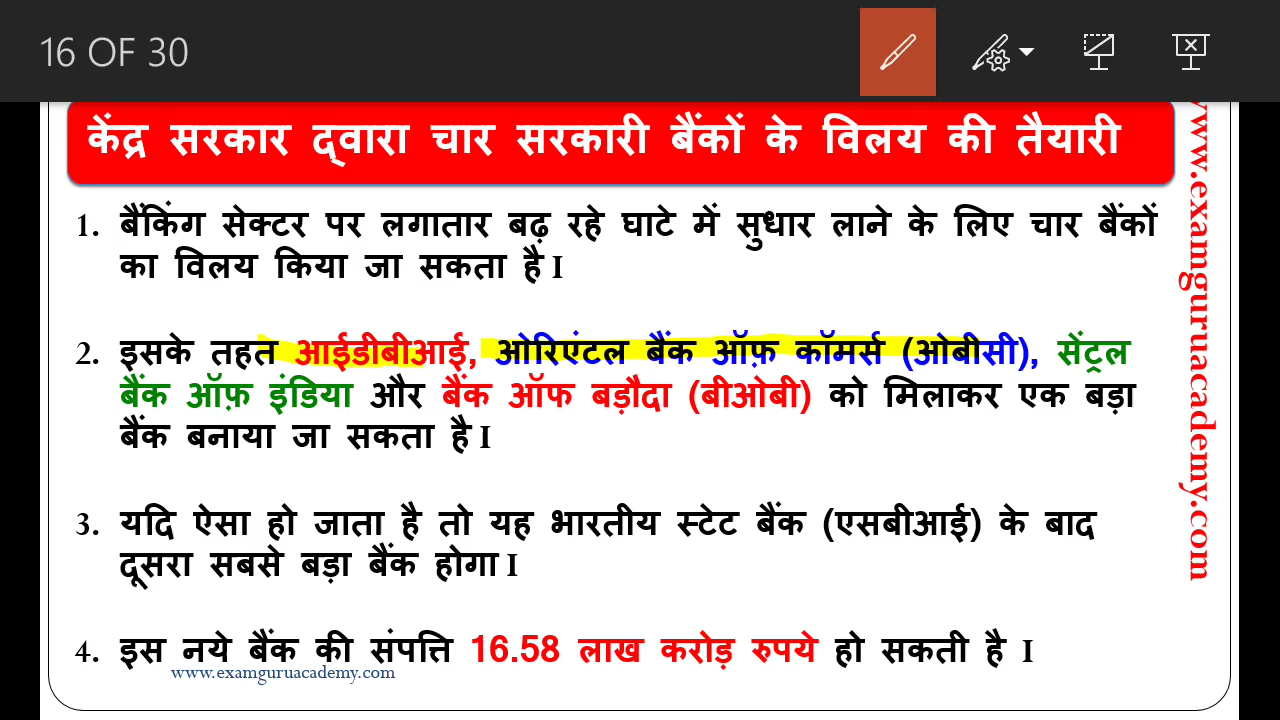 16 OF 30
केंद्र सरकार द्वारा चार सरकारी बैंकों के विलय की तैयारी
1. बैंकिंग सेक्टर पर लगातार बढ़ रहे घाटे में सुधार लाने के लिए चार बैंकों
का विलय किया जा सकता है I
2. इसके तहत आईडीबीआई, ओरिएंटल बैंक ऑफ़ कॉमर्स (ओबीसी), सेंट्रल
बैंक ऑफ़ इंडिया और बैंक ऑफ बड़ौदा (बीओबी) को मिलाकर एक बड़ा
बैंक बनाया जा सकता है I
3. यदि ऐसा हो जाता है तो यह भारतीय स्टेट बैंक (एसबीआई) के बाद
दूसरा सबसे बड़ा बैंक होगा I
4. इस नये बैंक की संपत्ति 16.58 लाख करोड़ रुपये हो सकती है I
www.examguruacademy.com
www.examguruacademy.com